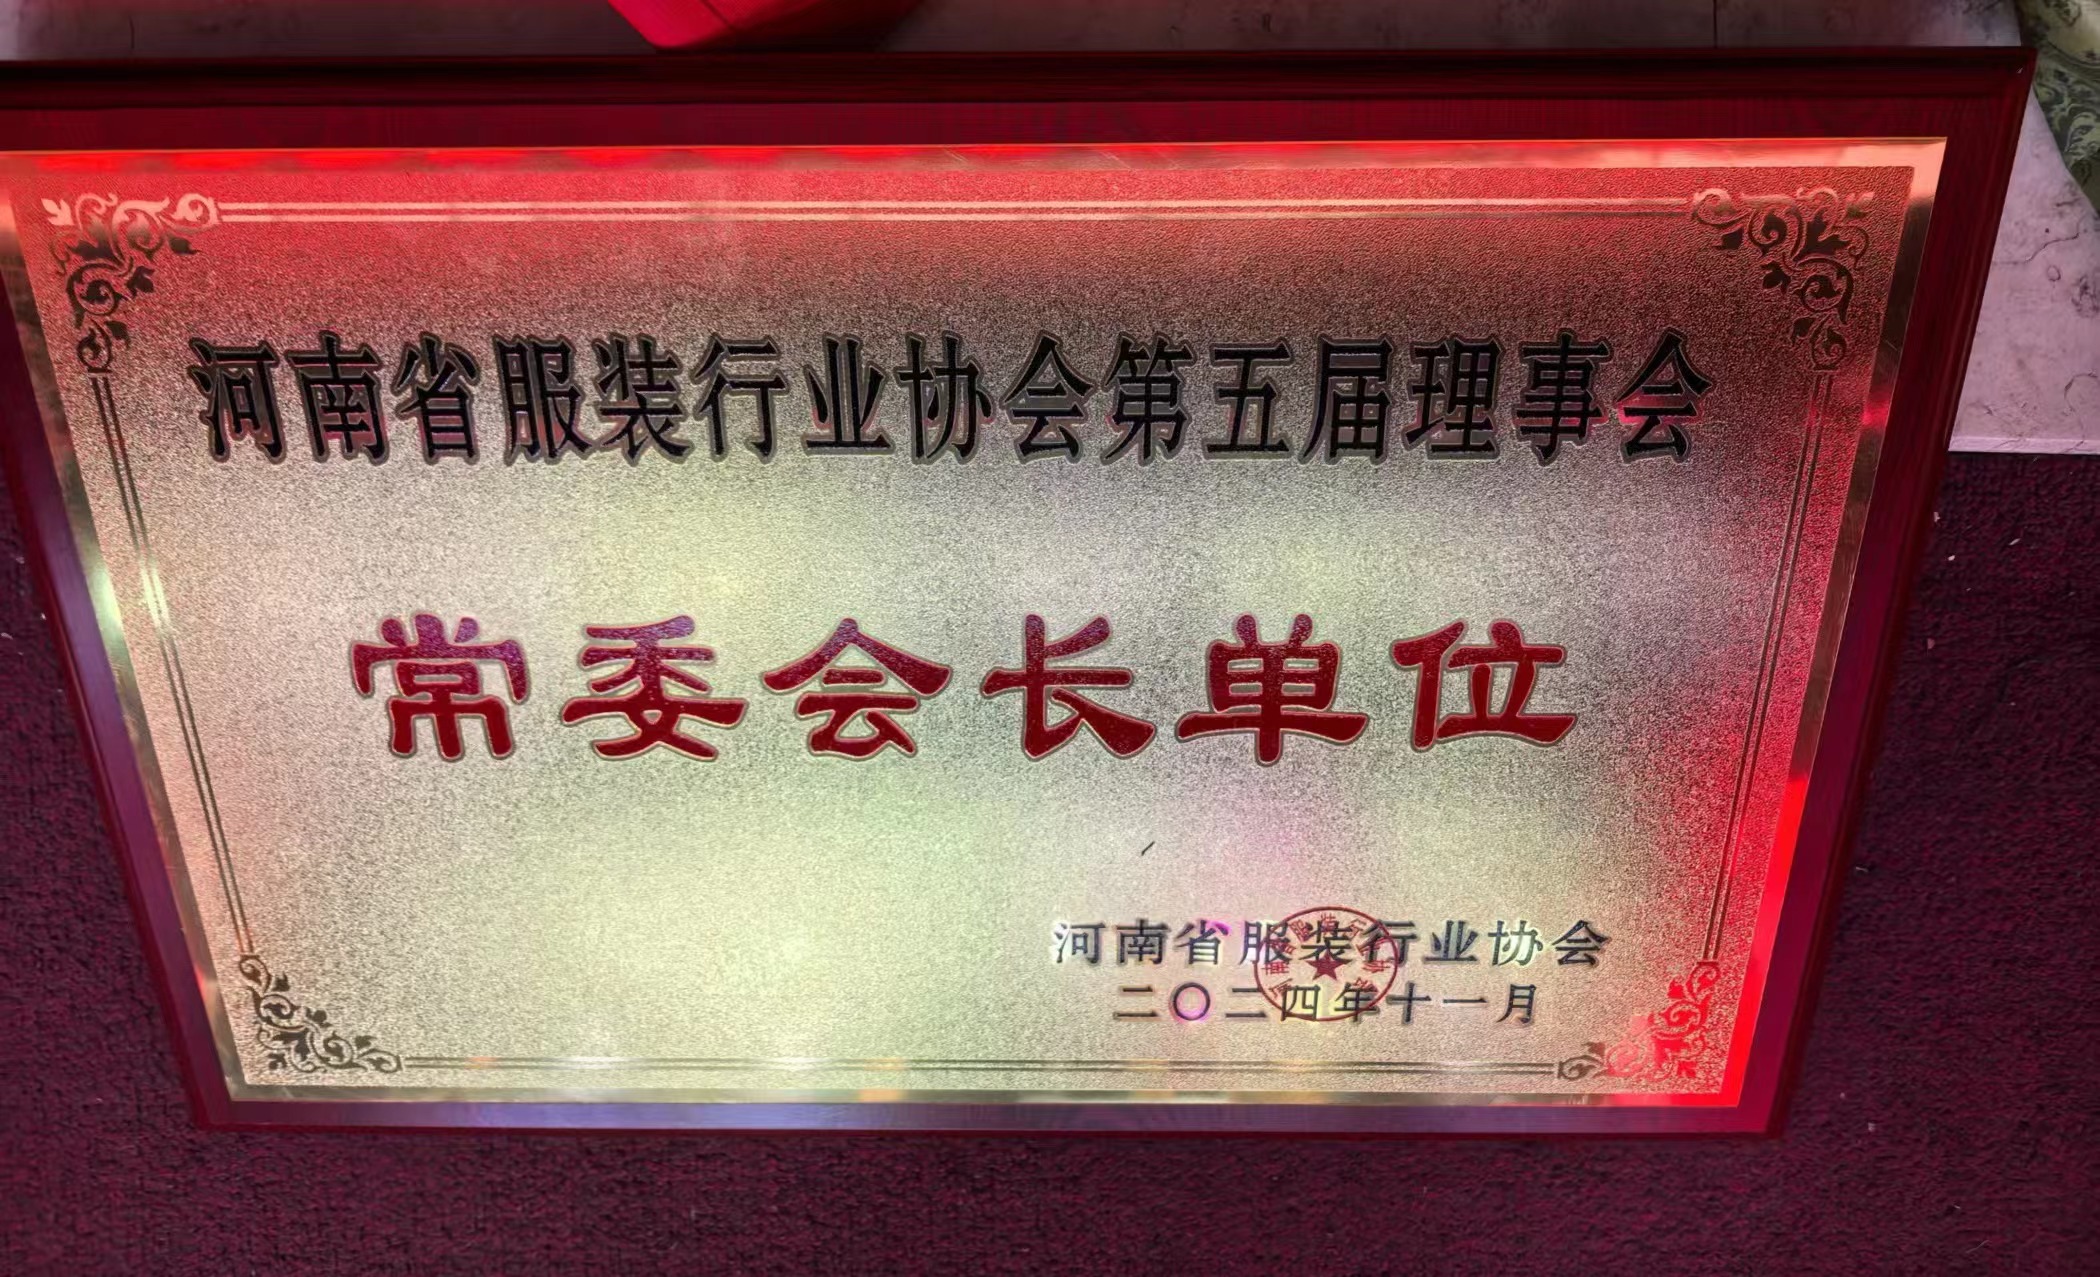 河南省服装行业协会第五届理事会
常委会长单位
河南省服装行业协会
二〇二四年十一月